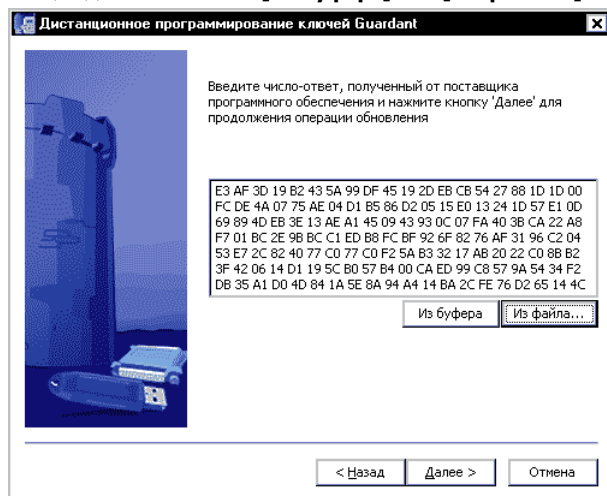 Дистанционное программирование ключей Guardant
Введите число-ответ, полученный от поставщика
программного обеспечения и нажмите кнопку 'Далее' для
продолжения операции обновления
E3 AF 3D 19 B2 43 5A 99 DF 45 19 2D EB CB 54 27 88 1D 1D 00
FC DE 4A 07 75 AE 04 D1 B5 86 D2 05 15 E0 13 24 1D 57 E1 0D
69 89 4D EB 3E 13 AE A1 45 09 43 93 0C 07 FA 40 3B CA 22 A8
F7 01 BC 2E 9B BC C1 ED B8 FC BF 92 6F 82 76 AF 31 96 C2 04
53 E7 2C 82 40 77 C0 77 C0 F2 5A B3 32 17 AB 20 22 C0 8B B2
3F 42 06 14 D1 19 5C B0 57 B4 00 CA ED 99 C8 57 9A 54 34 F2
DB 35 A1 D0 4D 84 1A 5E 8A 94 A4 14 BA 2C FE 76 D2 65 14 4C
Из буфера Из файла...
< Назад Далее > Отмена